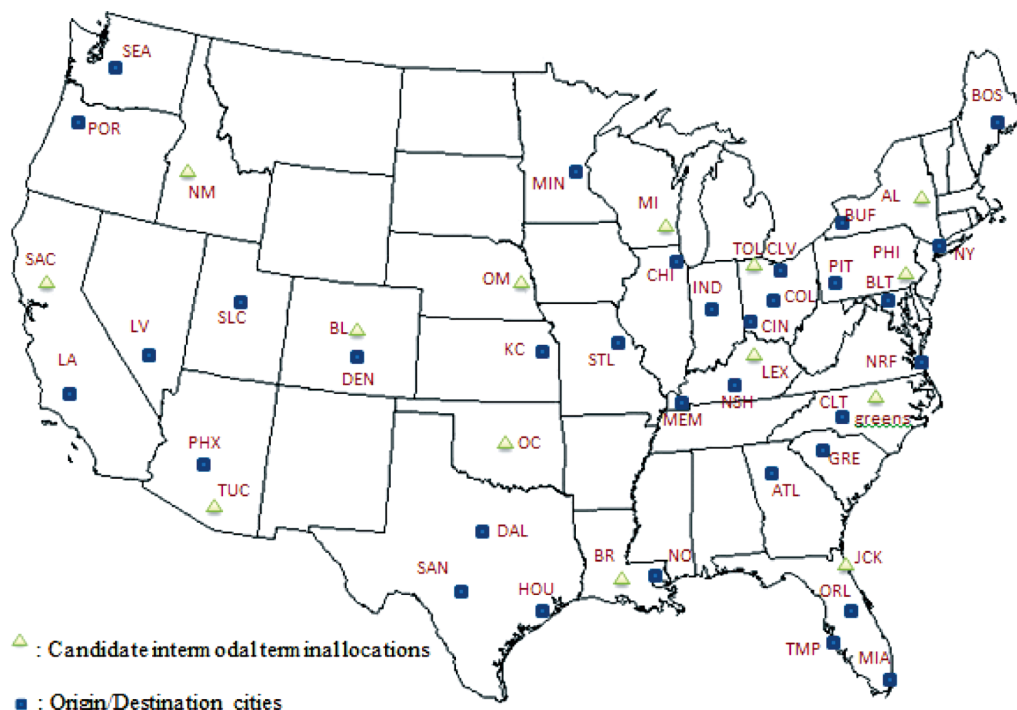 SEA
BOS
POR
MIN
NM
AL
MI
BUF
SAC
TOL CLV
PHI
NY
CHI
OM
IND
PIT
BLT
COL
SLC
BL
LV
CIN
KC
STL
LA
DEN
LEX
NRF
NSH
CLT
MEM
greens
PHX
OC
GRE
TUC
ATL
DAL
BR
NO
JCK
SAN
HOU
ORL
TMP
MIA
: Candidate intermodal terminal locations
: Origin/Destination cities